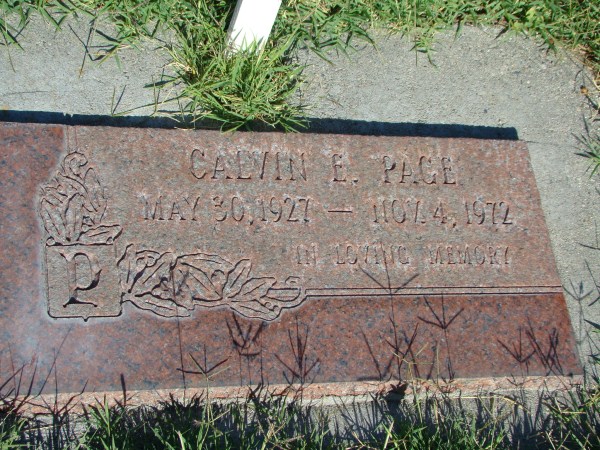 CALVIN E. PAGE
MAY 30, 1927 — NOV. 4, 1972
IN LOVING MEMORY
P